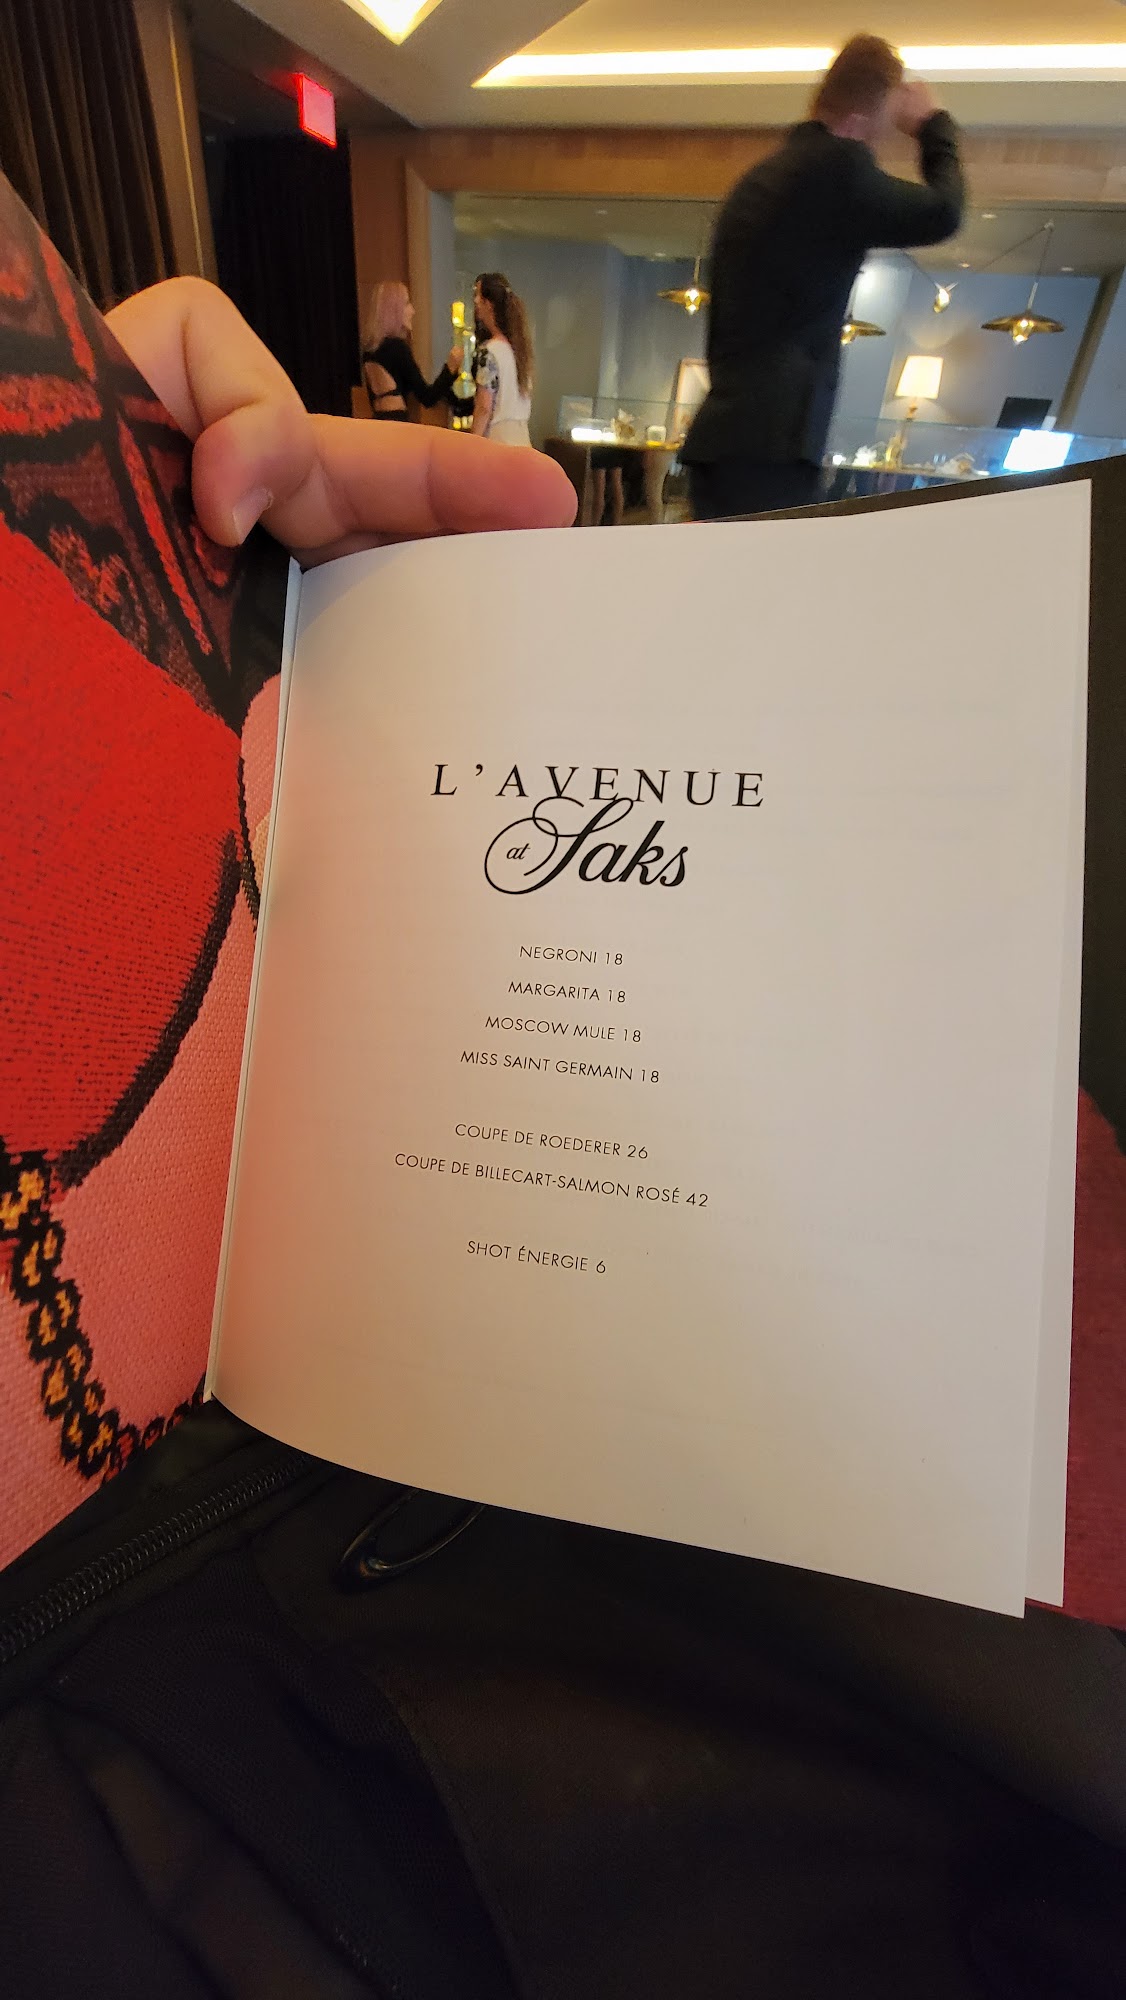 L'AVENUE
at Saks
NEGRONI 18
MARGARITA 18
MOSCOW MULE 18
MISS SAINT GERMAIN 18
COUPE DE ROEDERER 26
COUPE DE BILLECART-SALMON ROSÉ 42
SHOT ÉNERGIE 6